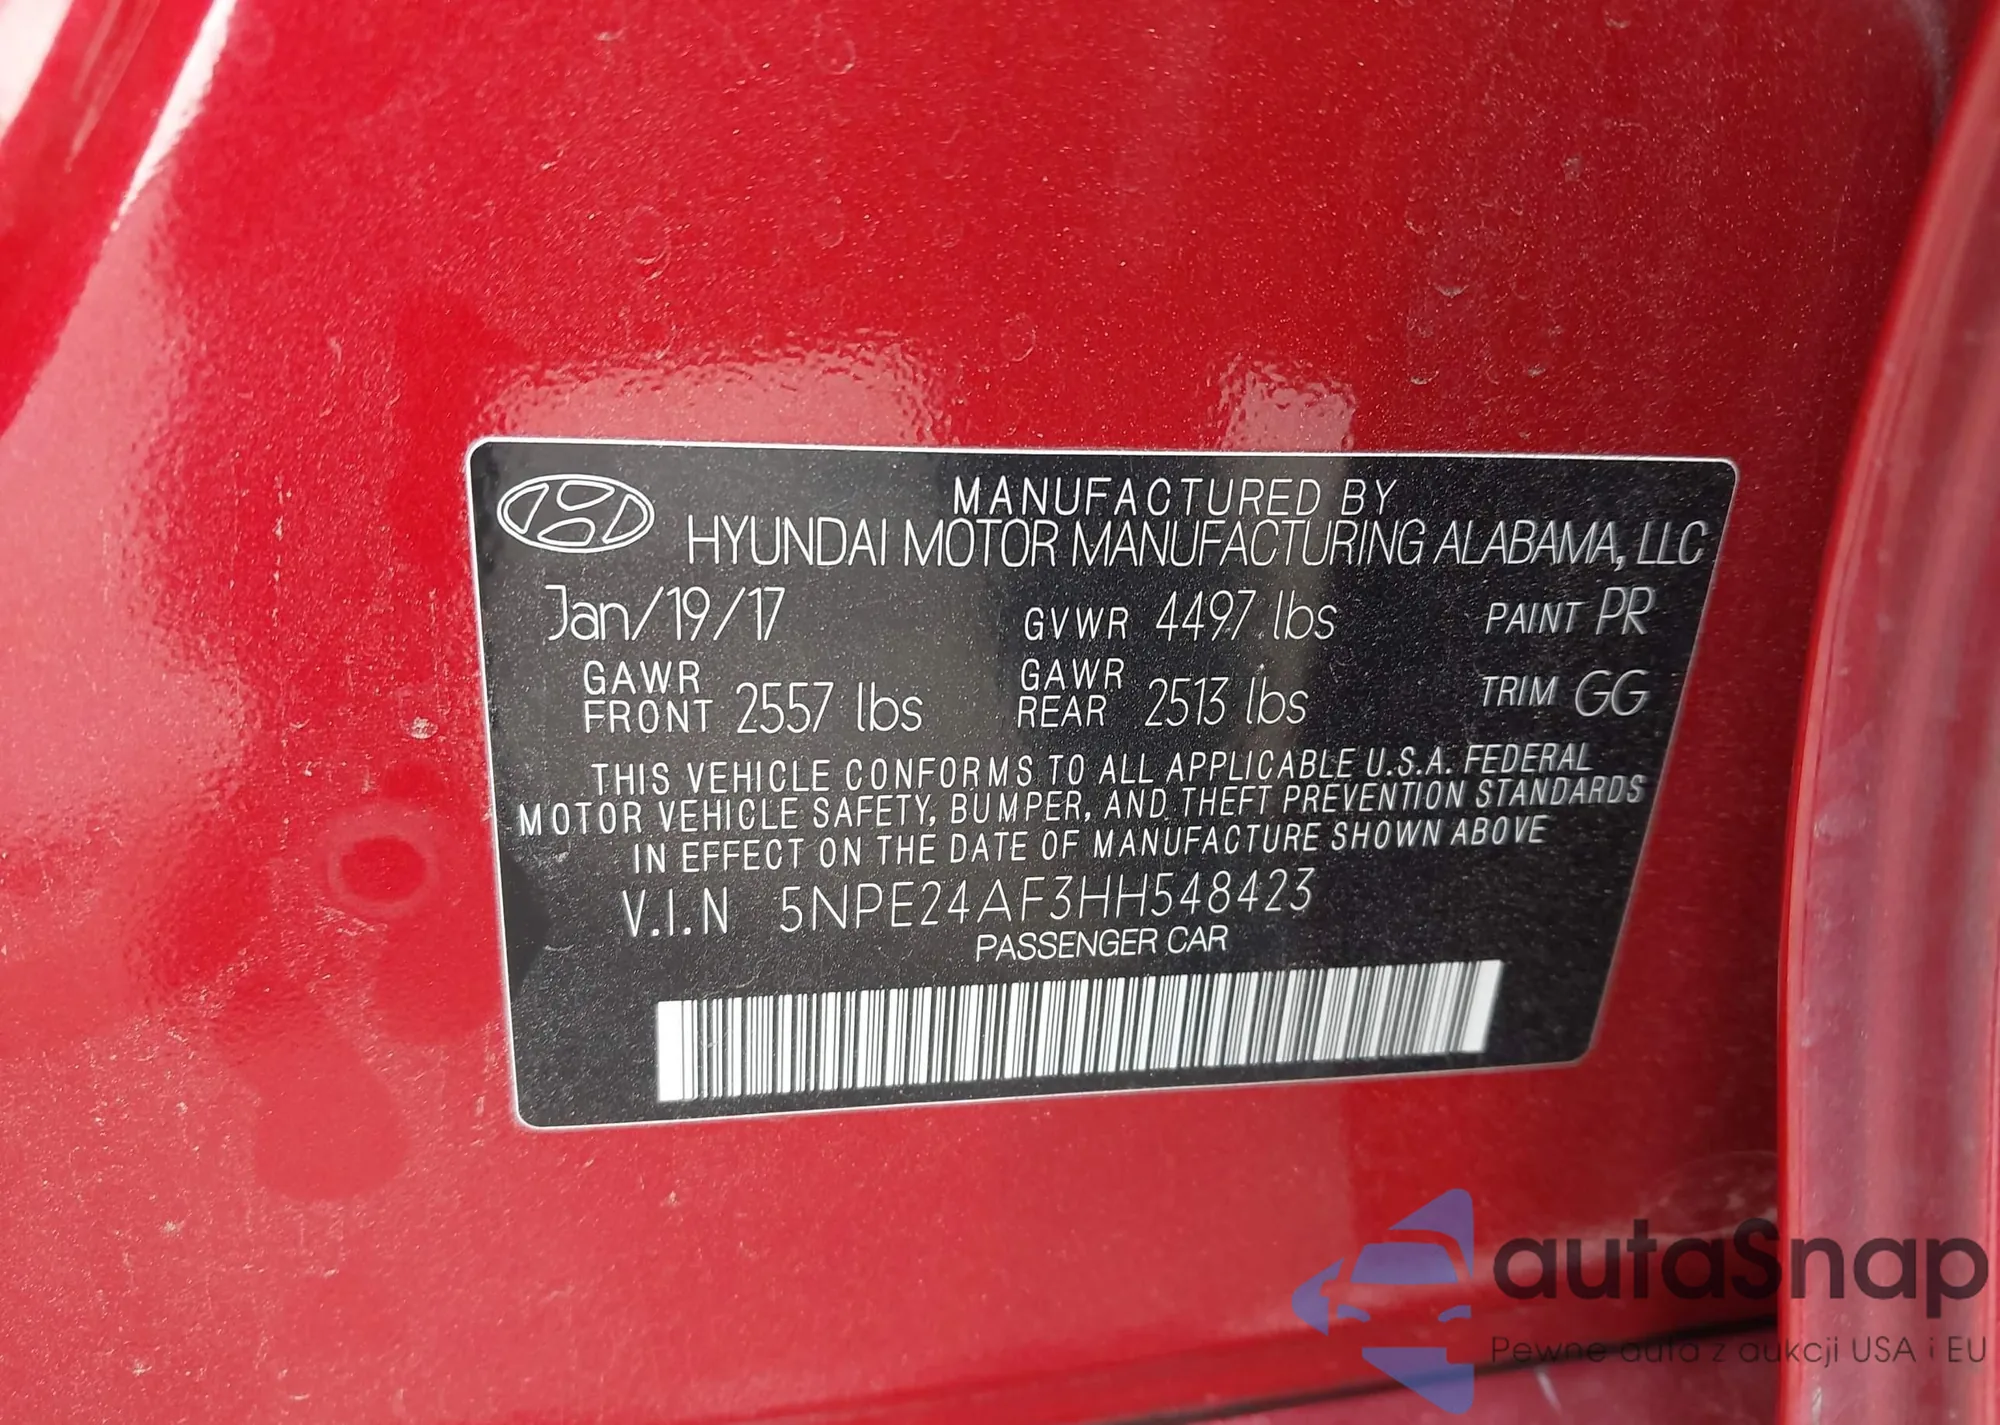 MANUFACTURED BY
HYUNDAI MOTOR MANUFACTURING ALABAMA, LLC
Jan/19/17 GVWR 4497 lbs PAINT PR
GAWR FRONT 2557 lbs GAWR REAR 2513 lbs TRIM GG
THIS VEHICLE CONFORMS TO ALL APPLICABLE U.S.A. FEDERAL
MOTOR VEHICLE SAFETY, BUMPER, AND THEFT PREVENTION STANDARDS
IN EFFECT ON THE DATE OF MANUFACTURE SHOWN ABOVE
V.I.N 5NPE24AF3HH548423
PASSENGER CAR
autaSnap
Pewne auta z aukcji USA i EU